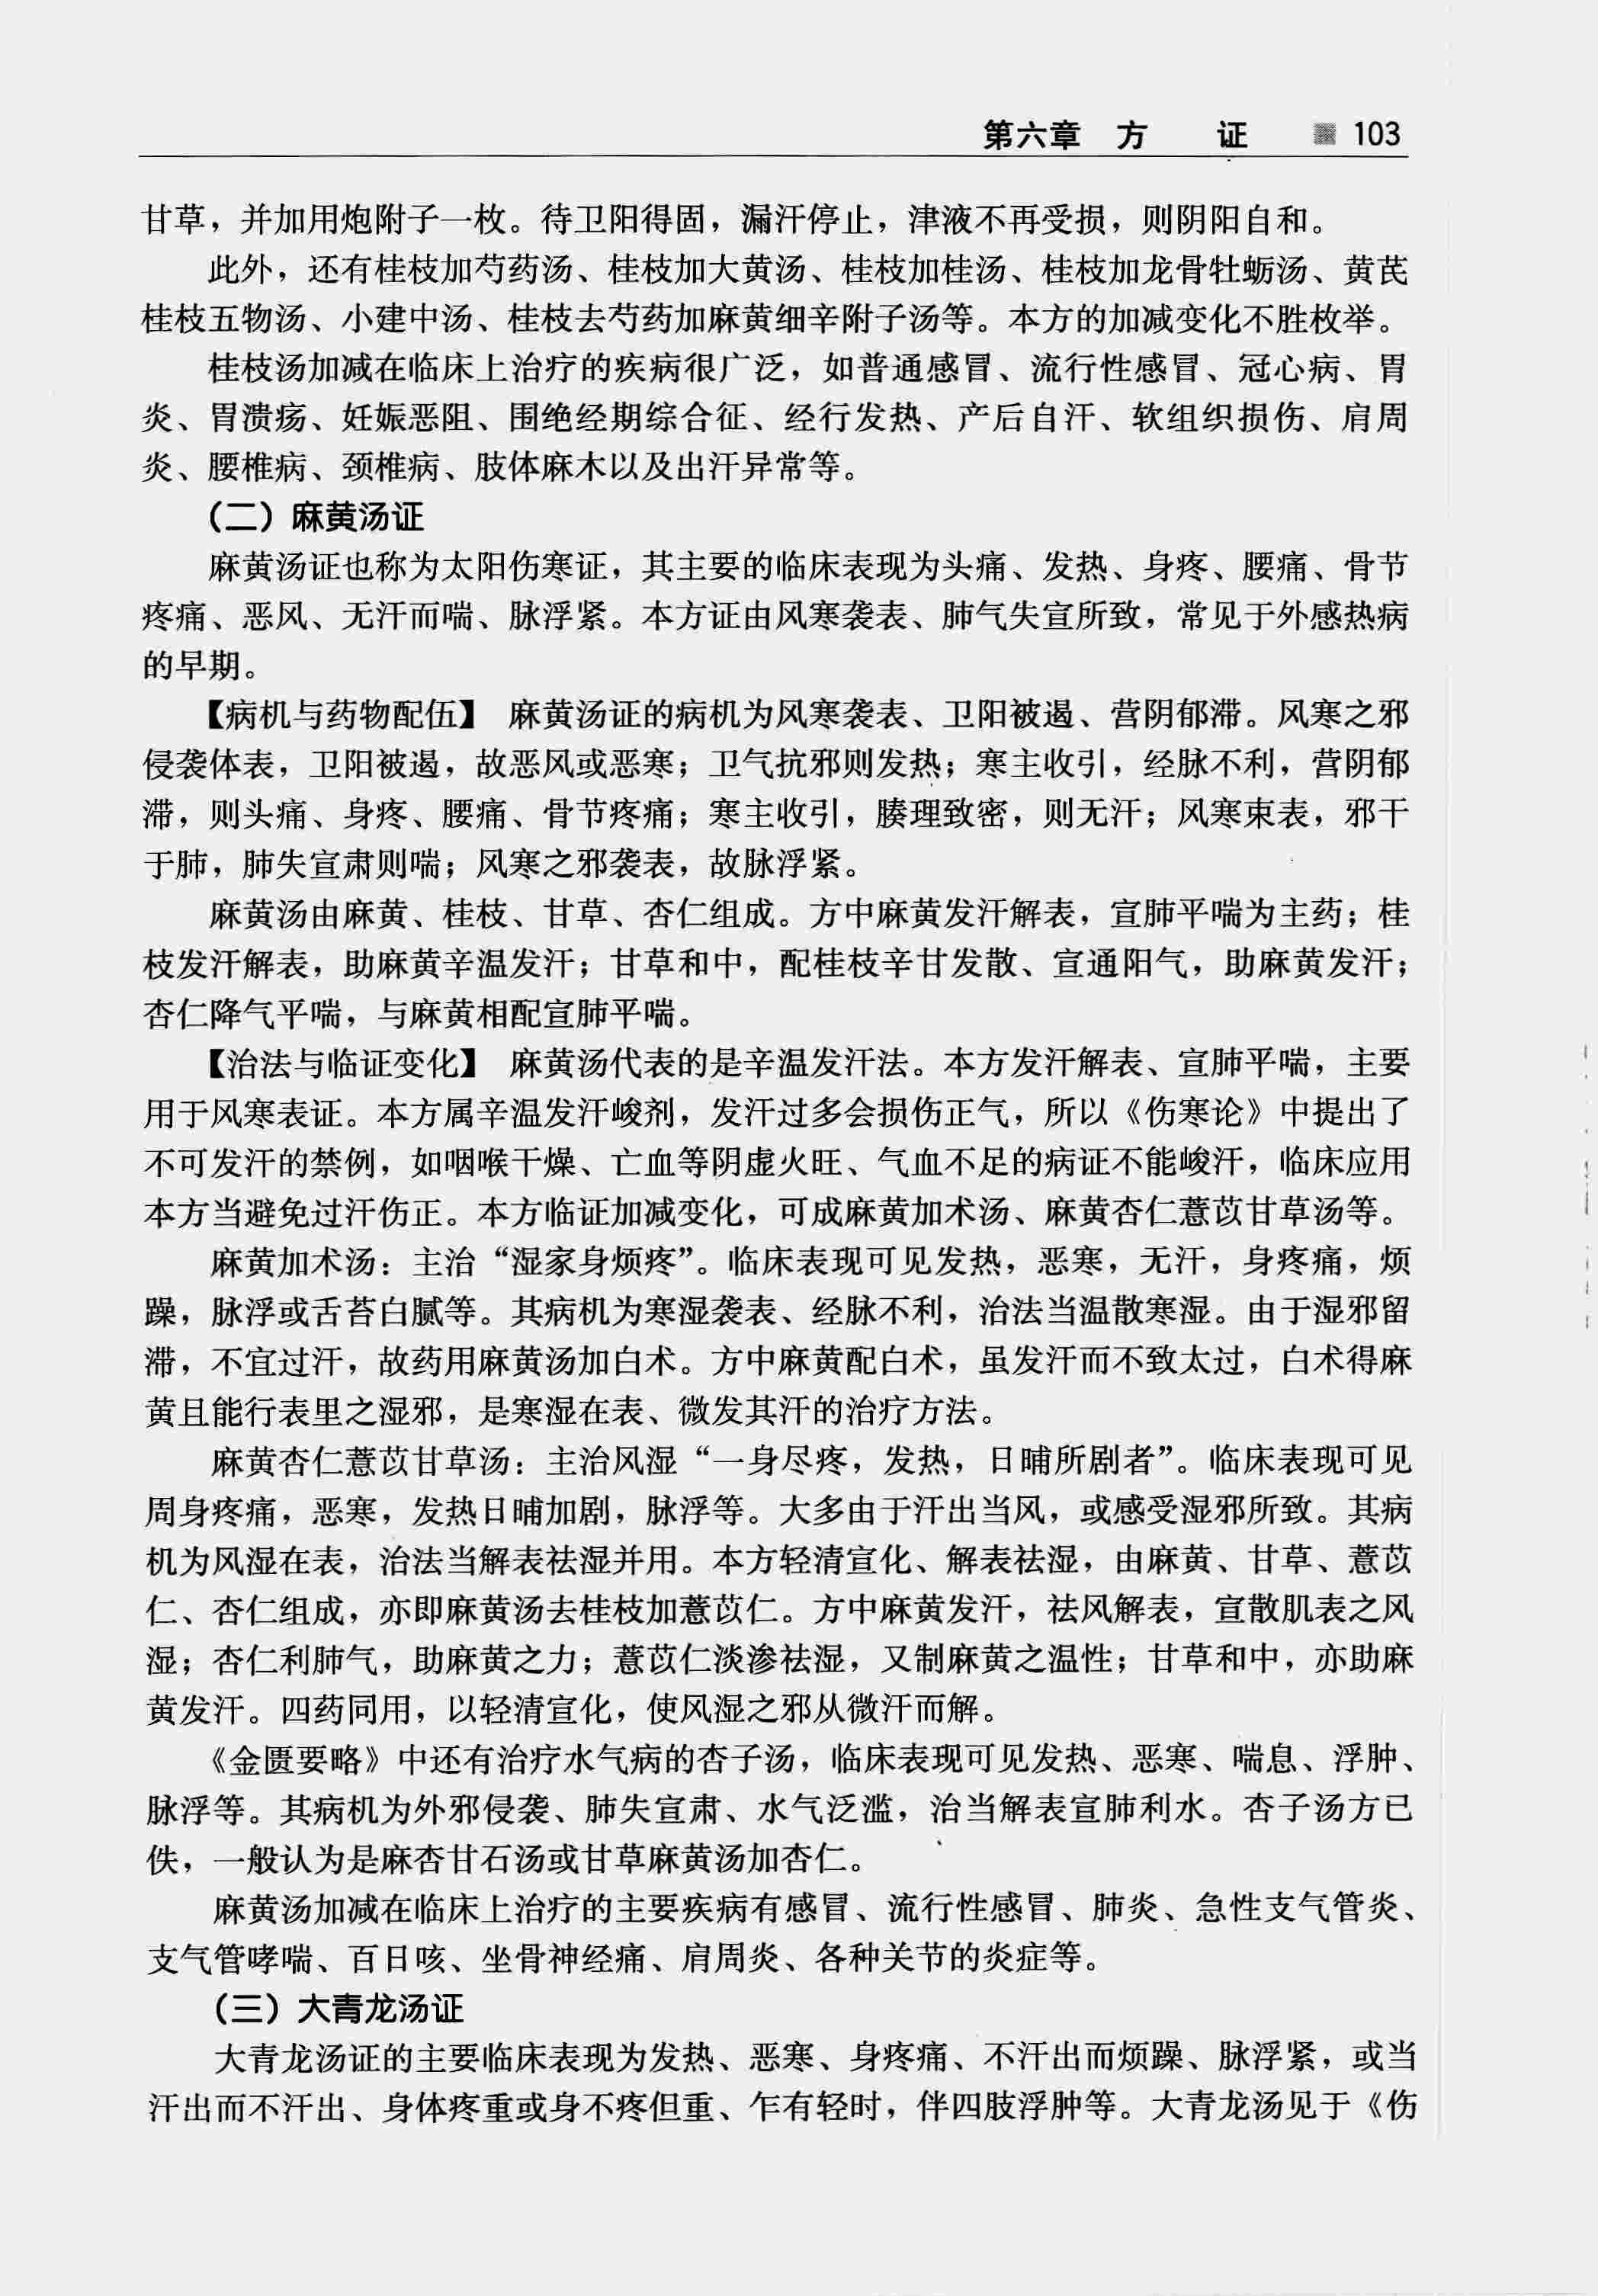 第六章 方 证 103
甘草，并加用炮附子一枚。待卫阳得固，漏汗停止，津液不再受损，则阴阳自和。
此外，还有桂枝加芍药汤、桂枝加大黄汤、桂枝加桂汤、桂枝加龙骨牡蛎汤、黄芪
桂枝五物汤、小建中汤、桂枝去芍药加麻黄细辛附子汤等。本方的加减变化不胜枚举。
桂枝汤加减在临床上治疗的疾病很广泛，如普通感冒、流行性感冒、冠心病、胃
炎、胃溃疡、妊娠恶阻、围绝经期综合征、经行发热、产后自汗、软组织损伤、肩周
炎、腰椎病、颈椎病、肢体麻木以及出汗异常等。
（二）麻黄汤证
麻黄汤证也称为太阳伤寒证，其主要的临床表现为头痛、发热、身疼、腰痛、骨节
疼痛、恶风、无汗而喘、脉浮紧。本方证由风寒袭表、肺气失宣所致，常见于外感热病
的早期。
【病机与药物配伍】 麻黄汤证的病机为风寒袭表、卫阳被遏、营阴郁滞。风寒之邪
侵袭体表，卫阳被遏，故恶风或恶寒；卫气抗邪则发热；寒主收引，经脉不利，营阴郁
滞，则头痛、身疼、腰痛、骨节疼痛；寒主收引，腠理致密，则无汗；风寒束表，邪干
于肺，肺失宣肃则喘；风寒之邪袭表，故脉浮紧。
麻黄汤由麻黄、桂枝、甘草、杏仁组成。方中麻黄发汗解表，宣肺平喘为主药；桂
枝发汗解表，助麻黄辛温发汗；甘草和中，配桂枝辛甘发散、宣通阳气，助麻黄发汗；
杏仁降气平喘，与麻黄相配宣肺平喘。
【治法与临证变化】 麻黄汤代表的是辛温发汗法。本方发汗解表、宣肺平喘，主要
用于风寒表证。本方属辛温发汗峻剂，发汗过多会损伤正气，所以《伤寒论》中提出了
不可发汗的禁例，如咽喉干燥、亡血等阴虚火旺、气血不足的病证不能峻汗，临床应用
本方当避免过汗伤正。本方临证加减变化，可成麻黄加术汤、麻黄杏仁薏苡甘草汤等。
麻黄加术汤：主治“湿家身烦疼”。临床表现可见发热，恶寒，无汗，身疼痛，烦
躁，脉浮或舌苔白腻等。其病机为寒湿袭表、经脉不利，治法当温散寒湿。由于湿邪留
滞，不宜过汗，故药用麻黄汤加白术。方中麻黄配白术，虽发汗而不致太过，白术得麻
黄且能行表里之湿邪，是寒湿在表、微发其汗的治疗方法。
麻黄杏仁薏苡甘草汤：主治风湿“一身尽疼，发热，日晡所剧者”。临床表现可见
周身疼痛，恶寒，发热日晡加剧，脉浮等。大多由于汗出当风，或感受湿邪所致。其病
机为风湿在表，治法当解表祛湿并用。本方轻清宣化、解表祛湿，由麻黄、甘草、薏苡
仁、杏仁组成，亦即麻黄汤去桂枝加薏苡仁。方中麻黄发汗，祛风解表，宣散肌表之风
湿；杏仁利肺气，助麻黄之力；薏苡仁淡渗祛湿，又制麻黄之温性；甘草和中，亦助麻
黄发汗。四药同用，以轻清宣化，使风湿之邪从微汗而解。
《金匮要略》中还有治疗水气病的杏子汤，临床表现可见发热、恶寒、喘息、浮肿、
脉浮等。其病机为外邪侵袭、肺失宣肃、水气泛滥，治当解表宣肺利水。杏子汤方已
佚，一般认为是麻杏甘石汤或甘草麻黄汤加杏仁。
麻黄汤加减在临床上治疗的主要疾病有感冒、流行性感冒、肺炎、急性支气管炎、
支气管哮喘、百日咳、坐骨神经痛、肩周炎、各种关节的炎症等。
（三）大青龙汤证
大青龙汤证的主要临床表现为发热、恶寒、身疼痛、不汗出而烦躁、脉浮紧，或当
汗出而不汗出、身体疼重或身不疼但重、乍有轻时，伴四肢浮肿等。大青龙汤见于《伤